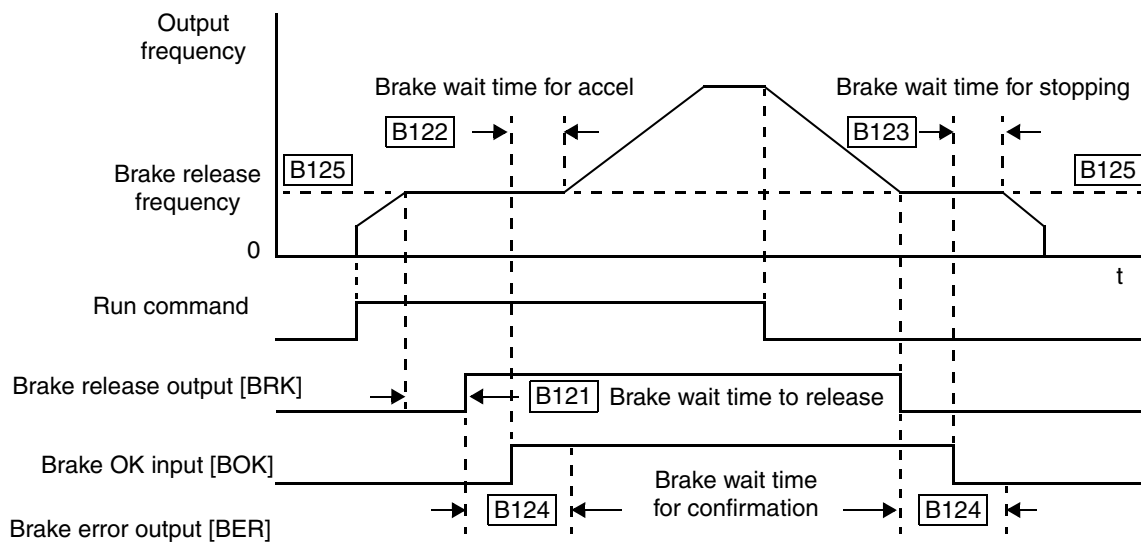 Output
frequency
Brake wait time for accel
Brake wait time for stopping
B122
B123
B125
B125
Brake release
frequency
0
t
Run command
Brake release output [BRK]
B121 Brake wait time to release
Brake OK input [BOK]
Brake wait time
for confirmation
B124
B124
Brake error output [BER]